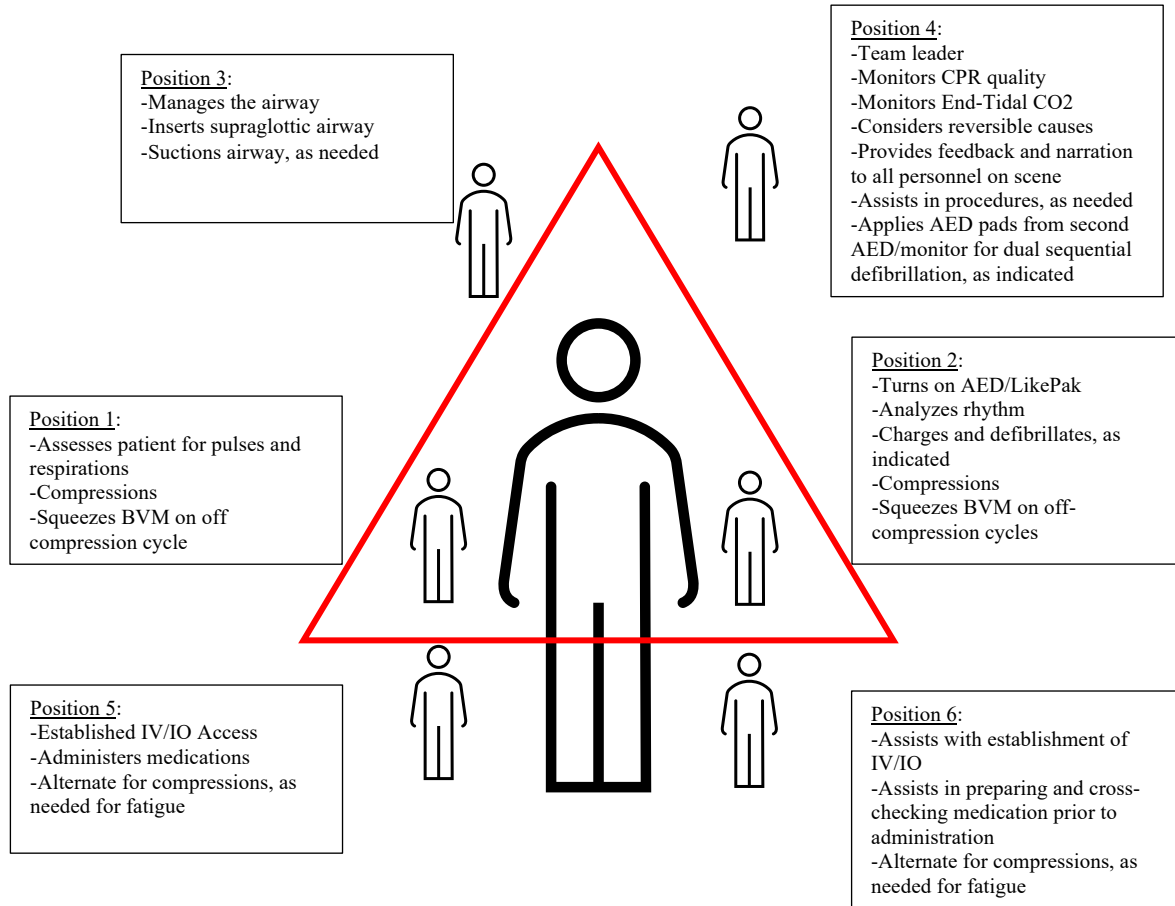 Position 3:
-Manages the airway
-Inserts supraglottic airway
-Suctions airway, as needed
Position 4:
-Team leader
-Monitors CPR quality
-Monitors End-Tidal CO2
-Considers reversible causes
-Provides feedback and narration
to all personnel on scene
-Assists in procedures, as needed
-Applies AED pads from second
AED/monitor for dual sequential
defibrillation, as indicated
Position 1:
-Assesses patient for pulses and
respirations
-Compressions
-Squeezes BVM on off
compression cycle
Position 2:
-Turns on AED/LikePak
-Analyzes rhythm
-Charges and defibrillates, as
indicated
-Compressions
-Squeezes BVM on off-
compression cycles
Position 5:
-Established IV/IO Access
-Administers medications
-Alternate for compressions, as
needed for fatigue
Position 6:
-Assists with establishment of
IV/IO
-Assists in preparing and cross-
checking medication prior to
administration
-Alternate for compressions, as
needed for fatigue